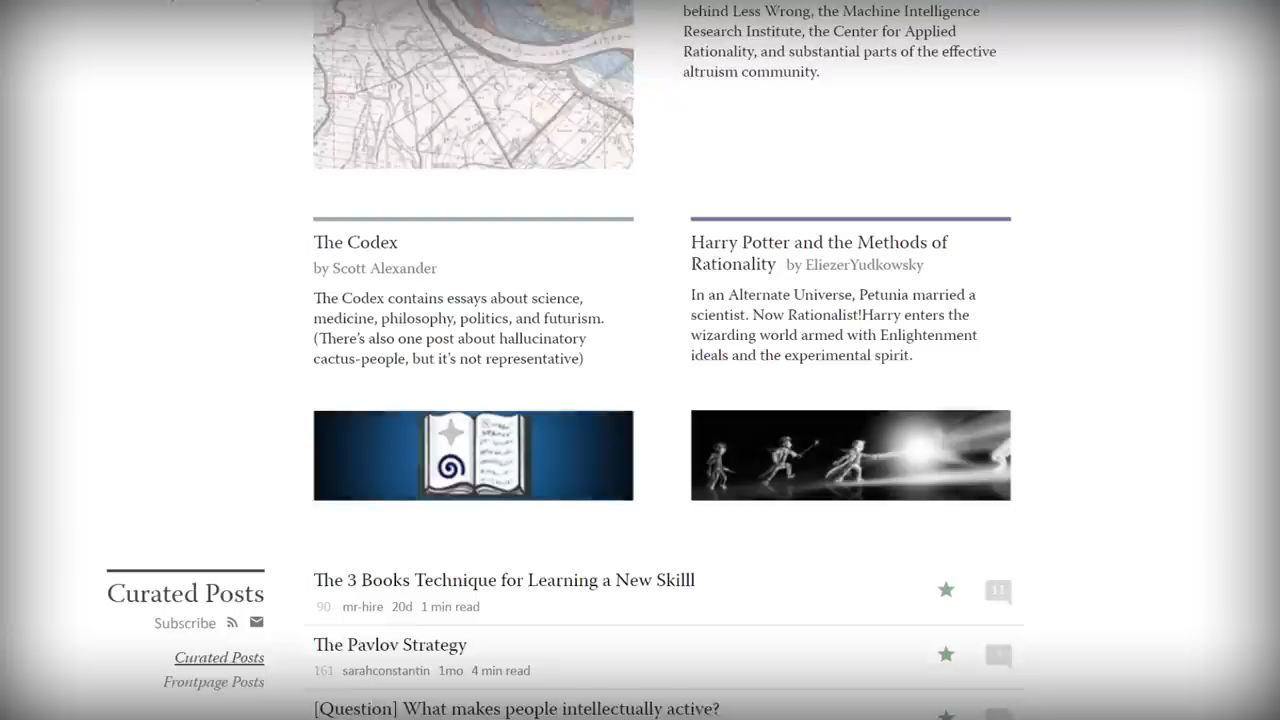 behind Less Wrong, the Machine Intelligence
Research Institute, the Center for Applied
Rationality, and substantial parts of the effective
altruism community.
The Codex
by Scott Alexander
The Codex contains essays about science,
medicine, philosophy, politics, and futurism.
(There's also one post about hallucinatory
cactus-people, but it's not representative)
Harry Potter and the Methods of
Rationality by EliezerYudkowsky
In an Alternate Universe, Petunia married a
scientist. Now Rationalist!Harry enters the
wizarding world armed with Enlightenment
ideals and the experimental spirit.
Curated Posts
Subscribe
Curated Posts
Frontpage Posts
The 3 Books Technique for Learning a New Skilll
90 mr-hire 20d 1 min read
11
The Pavlov Strategy
161 sarahconstantin 1mo 4 min read
[Question] What makes people intellectually active?